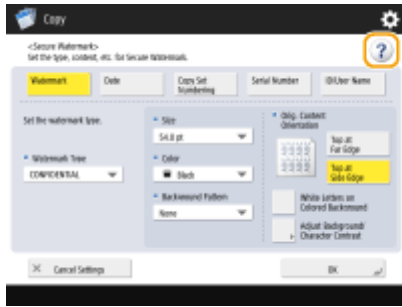 Copy
<Secure Watermark>
Set the type, content, etc. for Secure Watermark.
?
Watermark
Date
Copy Set
Numbering
Serial Number
ID/User Name
Set the watermark type.
Watermark Type
CONFIDENTIAL
Size
54.0 pt
Color
Black
Background Pattern
None
Orig. Content
Orientation
Top at
Far Edge
Top at
Side Edge
White Letters on
Colored Background
Adjust Background/
Character Contrast
Cancel Settings
OK